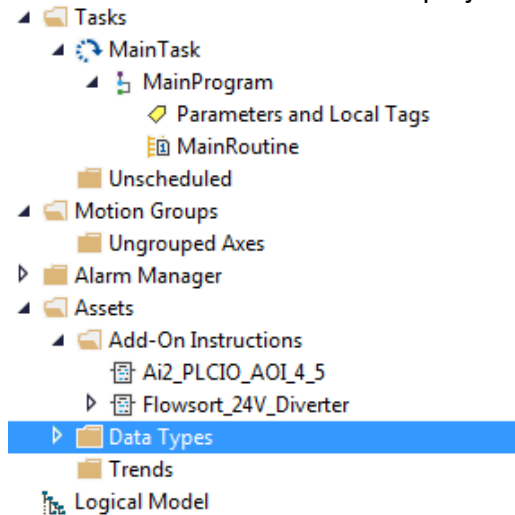 Tasks
MainTask
MainProgram
Parameters and Local Tags
MainRoutine
Unscheduled
Motion Groups
Ungrouped Axes
Alarm Manager
Assets
Add-On Instructions
Ai2_PLCIO_AOI_4_5
Flowsort_24V_Diverter
Data Types
Trends
Logical Model